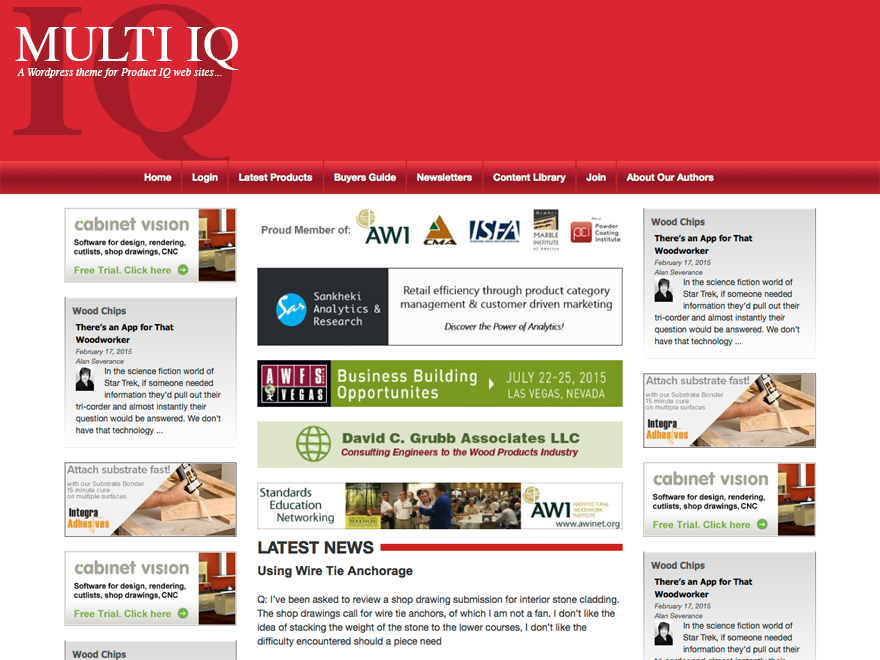 IQ
MULTI IQ
A Wordpress theme for Product IQ web sites...
Home
Login
Latest Products
Buyers Guide
Newsletters
Content Library
Join
About Our Authors
cabinet vision
Software for design, rendering,
cutlists, shop drawings, CNC
Free Trial. Click here
Wood Chips
There's an App for That
Woodworker
February 17, 2015
Alan Severance
In the science fiction world of
Star Trek, if someone needed
information they'd pull out their
tri-corder and almost instantly their
question would be answered. We don't
have that technology ...
Attach substrate fast!
with our Substrate Bonder
15 minute cure
on multiple surfaces
Integra
Adhesives
cabinet vision
Software for design, rendering,
cutlists, shop drawings, CNC
Free Trial. Click here
Wood Chips
Proud Member of:
AWI
CMA
ISFA
Member
MARBLE
INSTITUTE
of America
pci
Powder
Coating
Institute
Sankheki
Analytics &
Research
Sar
Retail efficiency through product category
management & customer driven marketing
Discover the Power of Analytics!
AWFS
VEGAS
Business Building
Opportunites
JULY 22-25, 2015
LAS VEGAS, NEVADA
David C. Grubb Associates LLC
Consulting Engineers to the Wood Products Industry
Standards
Education
Networking
AWI
ARCHITECTURAL
WOODWORK
INSTITUTE
www.awinet.org
LATEST NEWS
Using Wire Tie Anchorage
Q: I've been asked to review a shop drawing submission for interior stone cladding.
The shop drawings call for wire tie anchors, of which I am not a fan. I don't like the
idea of stacking the weight of the stone to the lower courses, I don't like the
difficulty encountered should a piece need
Wood Chips
There's an App for That
Woodworker
February 17, 2015
Alan Severance
In the science fiction world of
Star Trek, if someone needed
information they'd pull out their
tri-corder and almost instantly their
question would be answered. We don't
have that technology ...
Attach substrate fast!
with our Substrate Bonder
15 minute cure
on multiple surfaces
Integra
Adhesives
cabinet vision
Software for design, rendering,
cutlists, shop drawings, CNC
Free Trial. Click here
Wood Chips
There's an App for That
Woodworker
February 17, 2015
Alan Severance
In the science fiction world of
Star Trek, if someone needed
information they'd pull out their